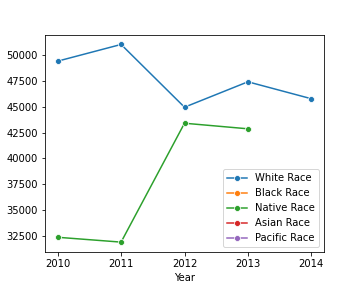 50000
47500
45000
42500
40000
37500
35000
32500
2010 2011 2012 2013 2014
Year
White Race
Black Race
Native Race
Asian Race
Pacific Race